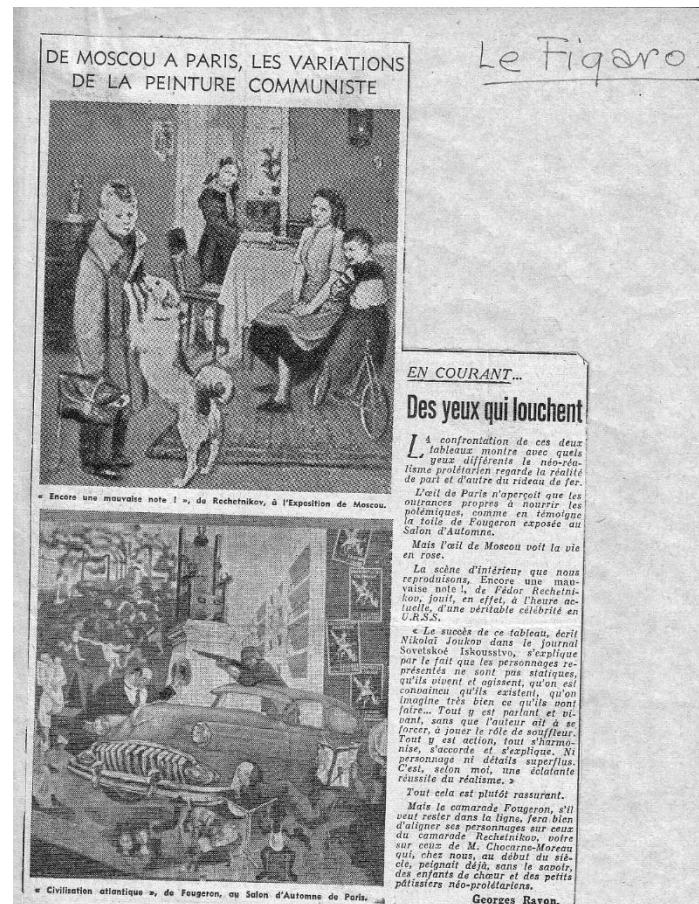 DE MOSCOU A PARIS, LES VARIATIONS
DE LA PEINTURE COMMUNISTE
Le Figaro
« Encore une mauvaise note ! », de Rechetnikov, à l'Exposition de Moscou.
« Civilisation atlantique », de Fougeron, au Salon d'Automne de Paris.
EN COURANT...
Des yeux qui louchent
LA confrontation de ces deux
tableaux montre avec quels
yeux différents le néo-réa-
lisme prolétarien regarde la réalité
de part et d'autre du rideau de fer.
L'œil de Paris n'aperçoit que les
outrances propres à nourrir les
polémiques, comme en témoigne
la toile de Fougeron exposée au
Salon d'Automne.
Mais l'œil de Moscou voit la vie
en rose.
La scène d'intérieur que nous
reproduisons, Encore une mau-
vaise note !, de Fédor Rechetni-
kov, jouit, en effet, à l'heure ac-
tuelle, d'une véritable célébrité en
U.R.S.S.
« Le succès de ce tableau, écrit
Nikolaï Joukov dans le journal
Sovetskoé Iskousstvo, s'explique
par le fait que les personnages re-
présentés ne sont pas statiques,
qu'ils vivent et agissent, qu'on est
convaincu qu'ils existent, qu'on
imagine très bien ce qu'ils vont
faire... Tout y est parlant et vi-
vant, sans que l'auteur ait à se
forcer, à jouer le rôle de souffleur.
Tout y est action, tout s'harmo-
nise, s'accorde et s'explique. Ni
personnage ni détails superflus.
C'est, selon moi, une éclatante
réussite du réalisme. »
Tout cela est plutôt rassurant.
Mais le camarade Fougeron, s'il
veut rester dans la ligne, fera bien
d'aligner ses personnages sur ceux
du camarade Rechetnikov, voire
sur ceux de M. Chocarne-Moreau
qui, chez nous, au début du siè-
cle, peignait déjà, sans le savoir,
des enfants de chœur et des petits
pâtissiers néo-prolétariens.
Georges Ravon.